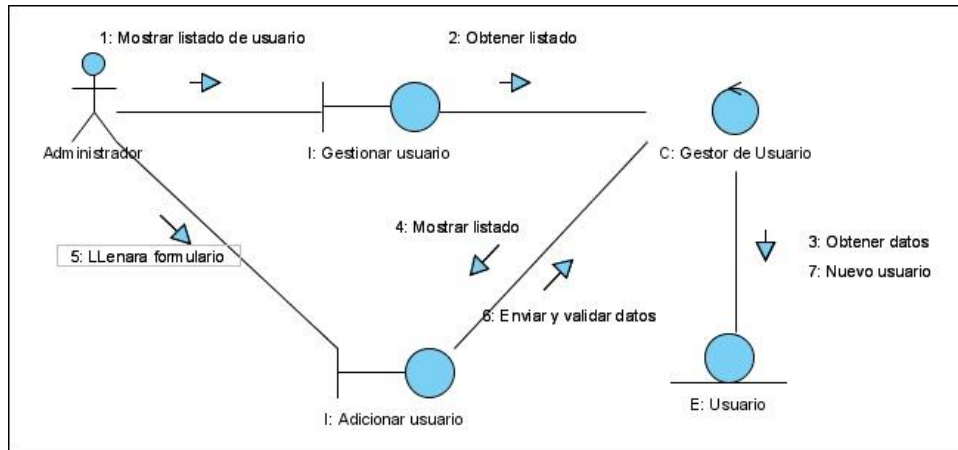 1: Mostrar listado de usuario
2: Obtener listado
Administrador
I: Gestionar usuario
C: Gestor de Usuario
4: Mostrar listado
5: LLenara formulario
3: Obtener datos
7: Nuevo usuario
6: Enviar y validar datos
I: Adicionar usuario
E: Usuario